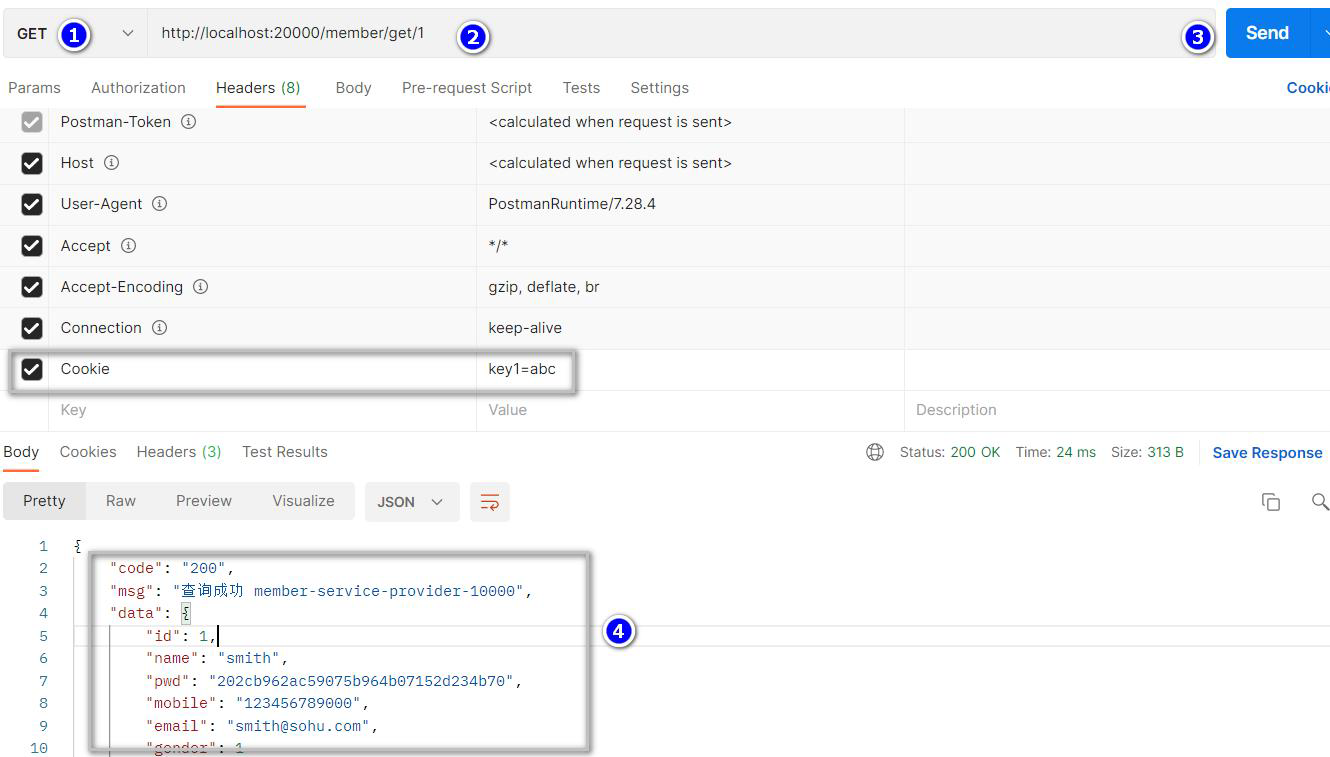 GET 1 http://localhost:20000/member/get/1 2 3 Send
Params Authorization Headers (8) Body Pre-request Script Tests Settings Cooki
Postman-Token <calculated when request is sent>
Host <calculated when request is sent>
User-Agent PostmanRuntime/7.28.4
Accept */*
Accept-Encoding gzip, deflate, br
Connection keep-alive
Cookie key1=abc
Key Value Description
Body Cookies Headers (3) Test Results Status: 200 OK Time: 24 ms Size: 313 B Save Response
Pretty Raw Preview Visualize JSON
1 {
2 "code": "200",
3 "msg": "查询成功 member-service-provider-10000",
4 "data": {
5 "id": 1, 4
6 "name": "smith",
7 "pwd": "202cb962ac59075b964b07152d234b70",
8 "mobile": "123456789000",
9 "email": "smith@sohu.com",
10 "gender": 1